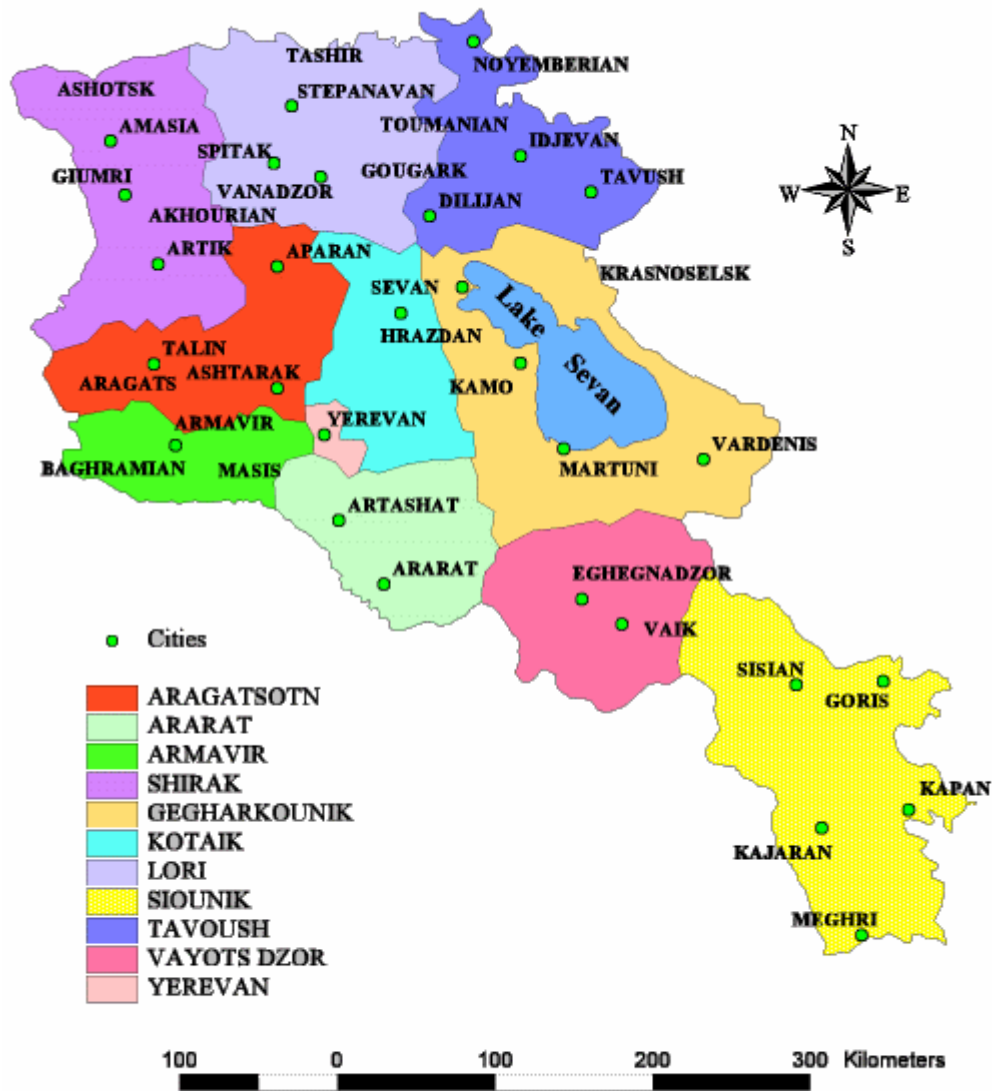 TASHIR
NOYEMBERIAN
ASHOTSK
STEPANAVAN
AMASIA
TOUMANIAN
IDJEVAN
N
SPITAK
GOUGARK
TAVUSH
W
E
GIUMRI
VANADZOR
DILIJAN
AKHOURIAN
S
ARTIK
APARAN
KRASNOSELSK
SEVAN
Lake
HRAZDAN
TALIN
Sevan
ARAGATS
ASHTARAK
KAMO
ARMAVIR
YEREVAN
VARDENIS
BAGHRAMIAN
MASIS
MARTUNI
ARTASHAT
ARARAT
EGHEGNADZOR
VAIK
Cities
SISIAN
GORIS
ARAGATSOTN
ARARAT
ARMAVIR
SHIRAK
GEGHARKOUNIK
KOTAIK
LORI
SIOUNIK
TAVOUSH
VAYOTS DZOR
YEREVAN
KAPAN
KAJARAN
MEGHRI
100 0 100 200 300 Kilometers